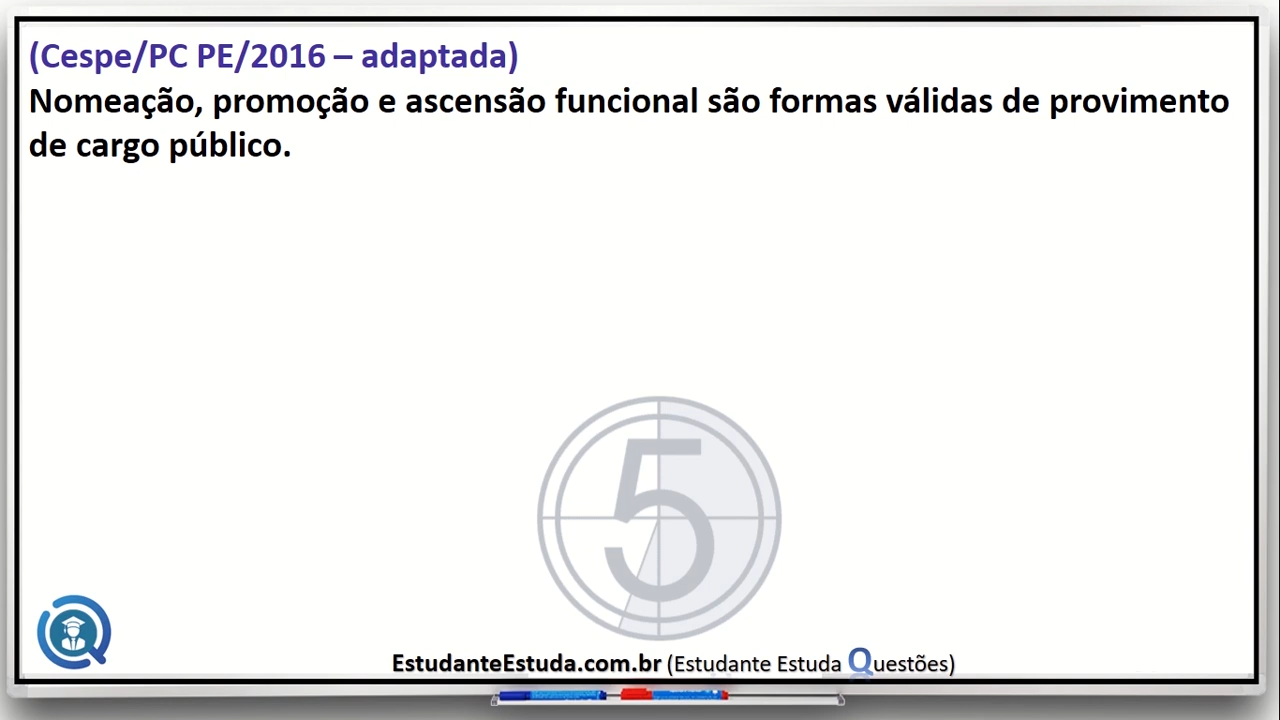 (Cespe/PC PE/2016 – adaptada)
Nomeação, promoção e ascensão funcional são formas válidas de provimento
de cargo público.
5
EstudanteEstuda.com.br (Estudante Estuda Questões)